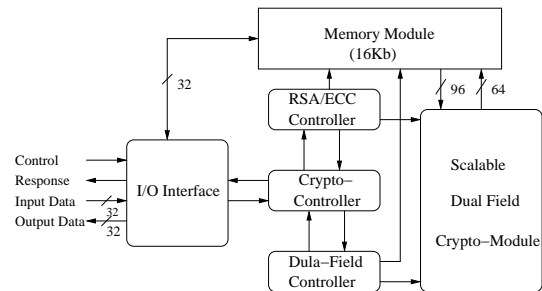 Memory Module
(16Kb)
32
96
64
RSA/ECC
Controller
Control
Response
Input Data
Output Data
32
32
I/O Interface
Crypto−
Controller
Dula−Field
Controller
Scalable
Dual Field
Crypto−Module